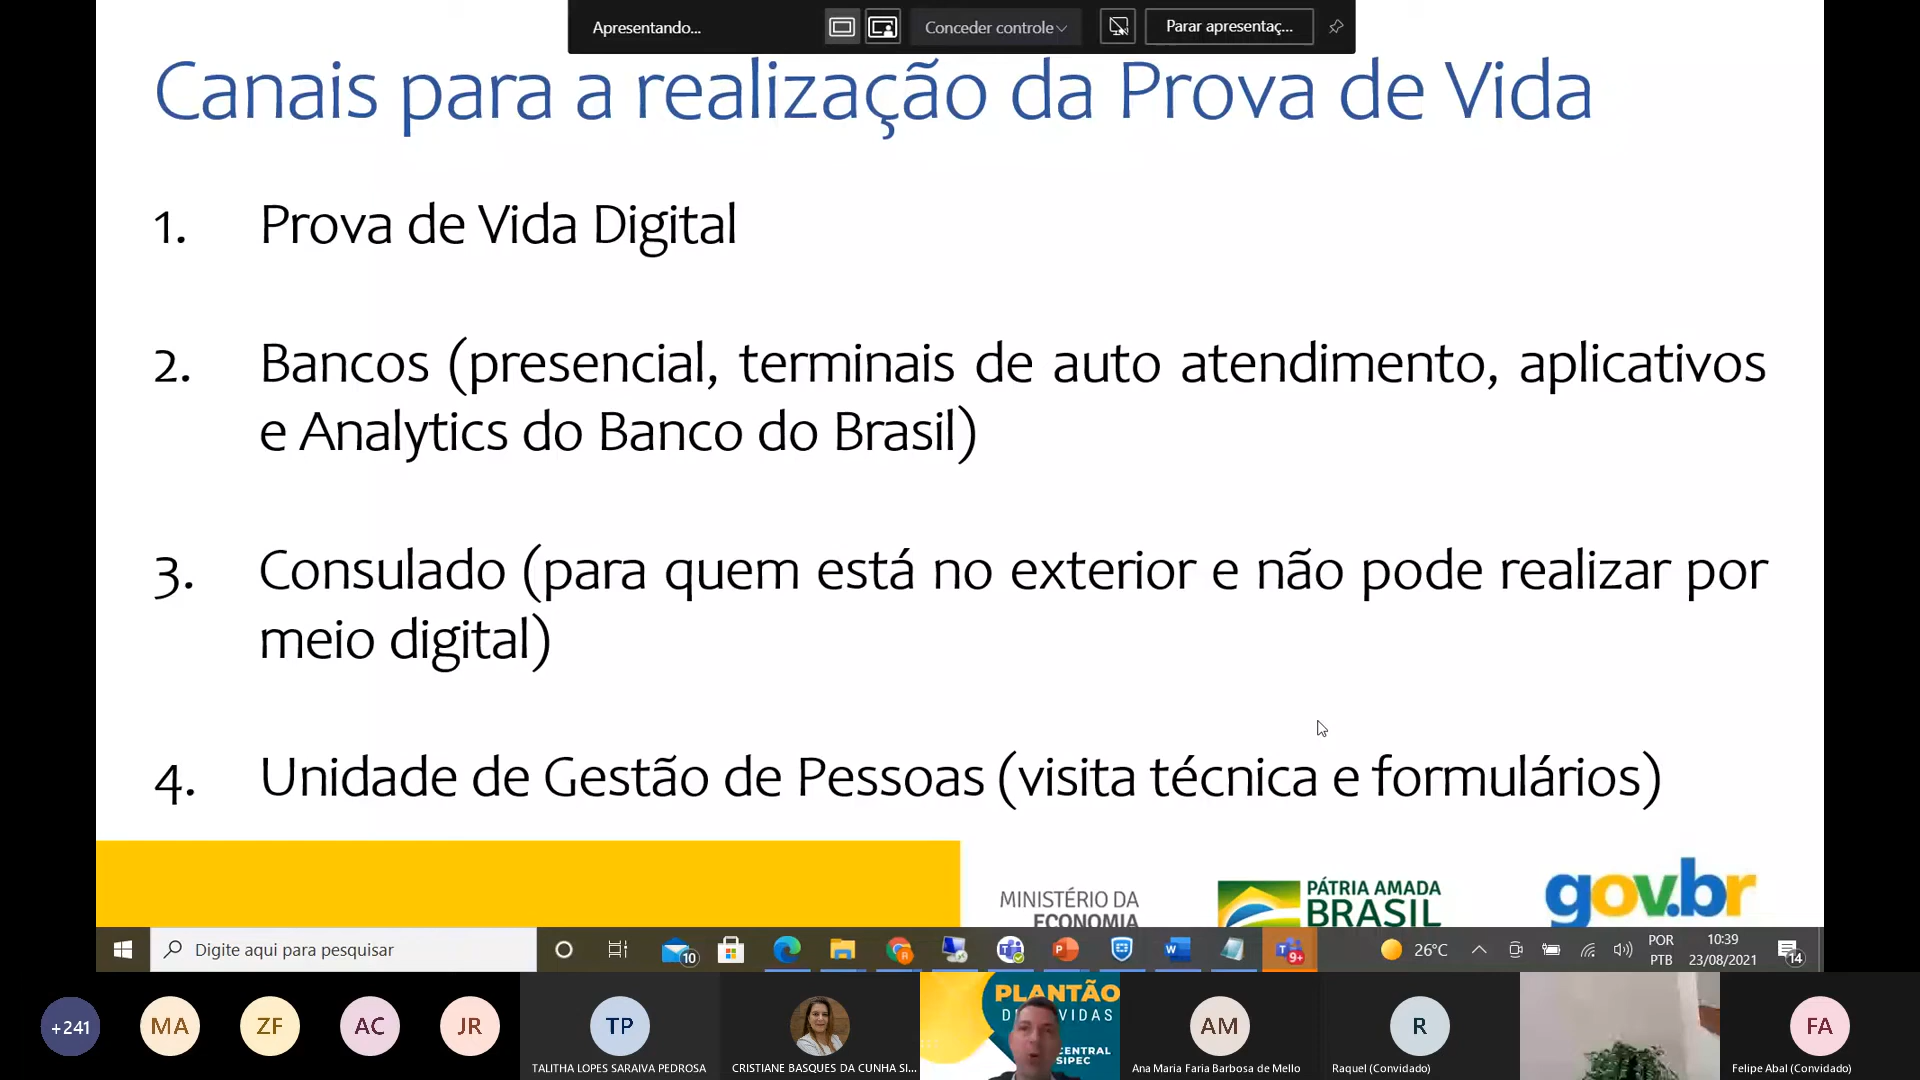 Apresentando...
Conceder controle
Parar apresentaç...
Canais para a realização da Prova de Vida
1. Prova de Vida Digital
2. Bancos (presencial, terminais de auto atendimento, aplicativos
e Analytics do Banco do Brasil)
3. Consulado (para quem está no exterior e não pode realizar por
meio digital)
4. Unidade de Gestão de Pessoas (visita técnica e formulários)
MINISTÉRIO DA
ECONOMIA
PÁTRIA AMADA
BRASIL
gov.br
Digite aqui para pesquisar
10
9+
26°C
POR
PTB
10:39
23/08/2021
14
+241
MA
ZF
AC
JR
TP
TALITHA LOPES SARAIVA PEDROSA
CRISTIANE BASQUES DA CUNHA SI...
PLANTÃO
VIDAS
CENTRAL
SIPEC
AM
Ana Maria Faria Barbosa de Mello
R
Raquel (Convidado)
FA
Felipe Abal (Convidado)